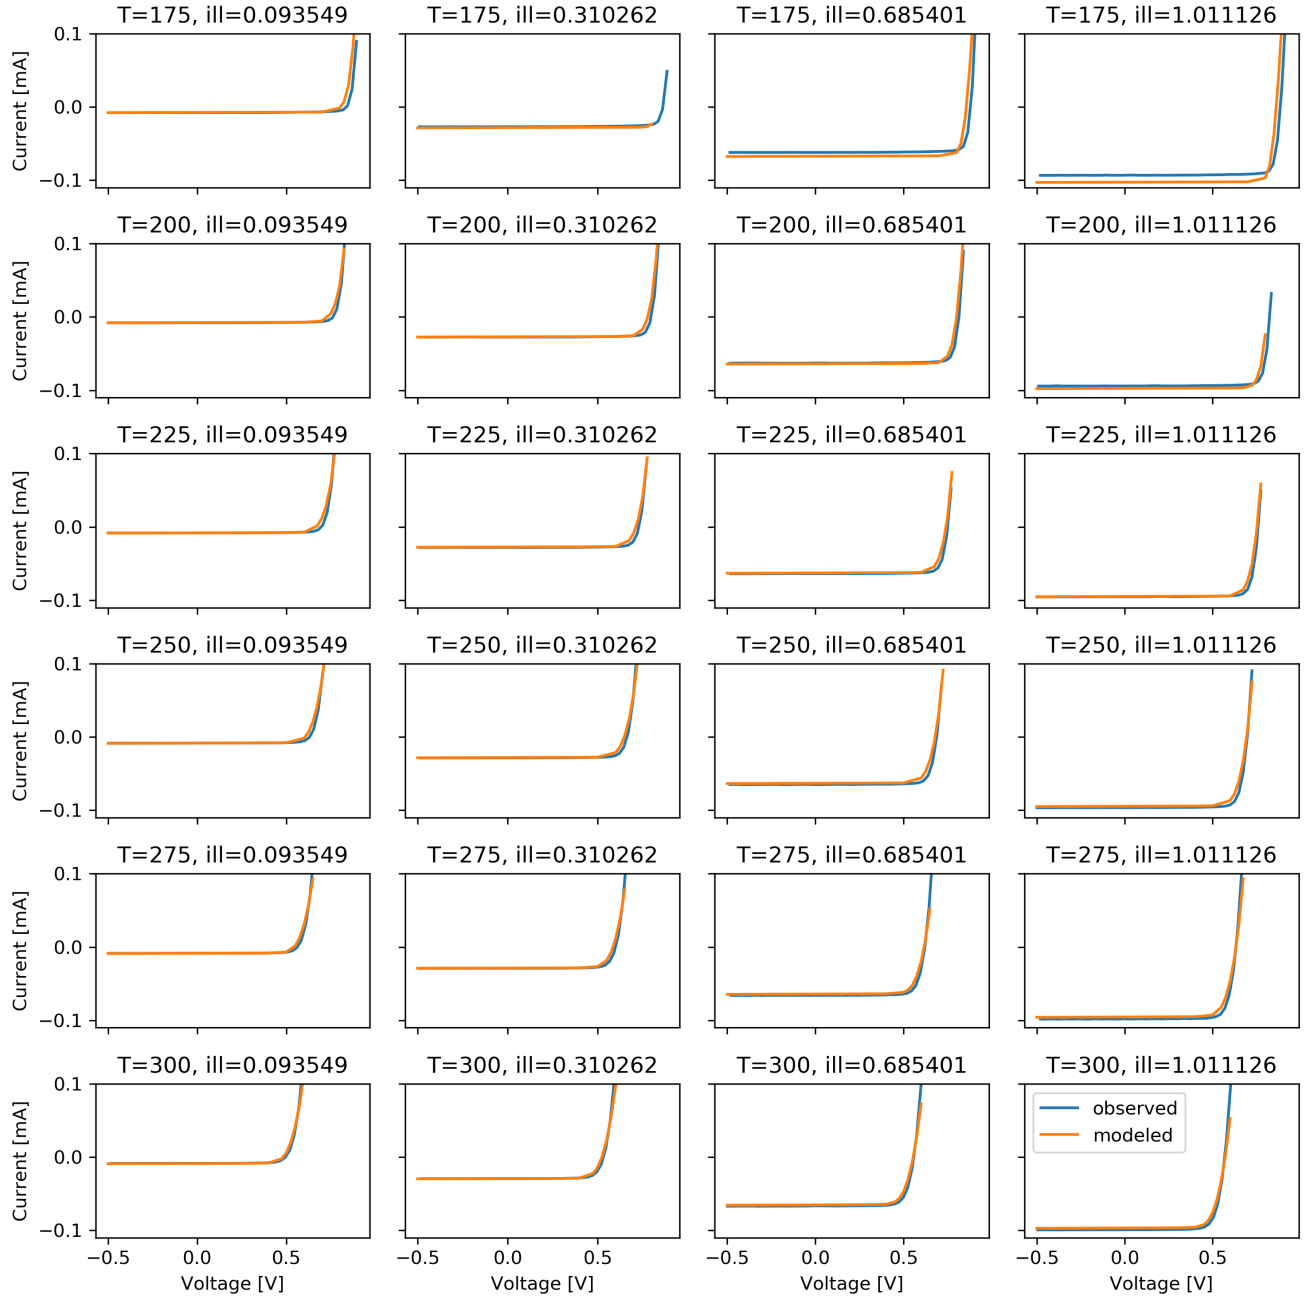 T=175, ill=0.093549 T=175, ill=0.310262 T=175, ill=0.685401 T=175, ill=1.011126
0.1
0.0
−0.1
Current [mA]
T=200, ill=0.093549 T=200, ill=0.310262 T=200, ill=0.685401 T=200, ill=1.011126
0.1
0.0
−0.1
Current [mA]
T=225, ill=0.093549 T=225, ill=0.310262 T=225, ill=0.685401 T=225, ill=1.011126
0.1
0.0
−0.1
Current [mA]
T=250, ill=0.093549 T=250, ill=0.310262 T=250, ill=0.685401 T=250, ill=1.011126
0.1
0.0
−0.1
Current [mA]
T=275, ill=0.093549 T=275, ill=0.310262 T=275, ill=0.685401 T=275, ill=1.011126
0.1
0.0
−0.1
Current [mA]
T=300, ill=0.093549 T=300, ill=0.310262 T=300, ill=0.685401 T=300, ill=1.011126
0.1
0.0
−0.1
Current [mA]
observed
modeled
−0.5 0.0 0.5 −0.5 0.0 0.5 −0.5 0.0 0.5 −0.5 0.0 0.5
Voltage [V] Voltage [V] Voltage [V] Voltage [V]